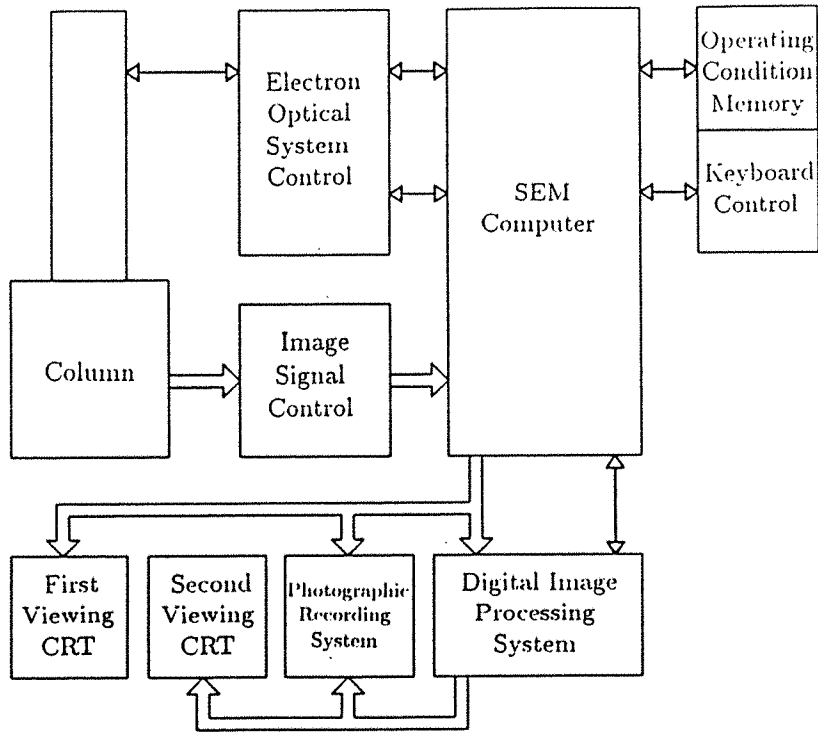 Electron
Optical
System
Control
SEM
Computer
Operating
Condition
Memory
Keyboard
Control
Column
Image
Signal
Control
First
Viewing
CRT
Second
Viewing
CRT
Photographic
Recording
System
Digital Image
Processing
System